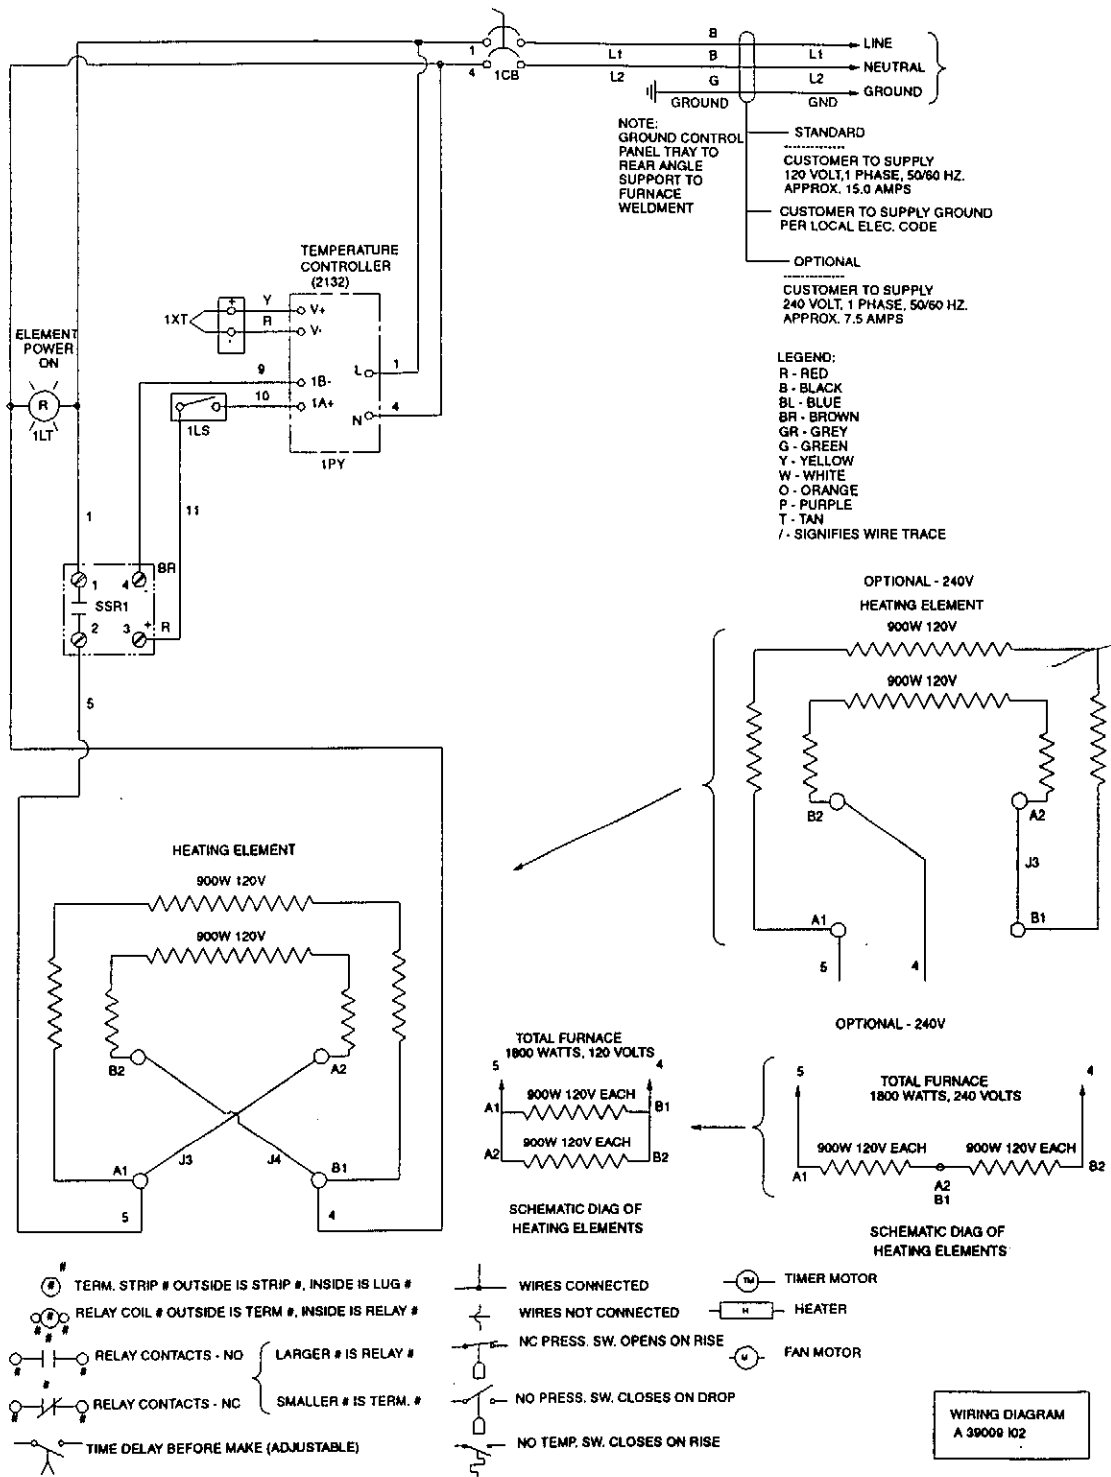 B
LINE
1
L1
B
L1
NEUTRAL
4
1CB
L2
G
L2
GROUND
GROUND
GND
NOTE:
GROUND CONTROL
PANEL TRAY TO
REAR ANGLE
SUPPORT TO
FURNACE
WELDMENT
STANDARD
CUSTOMER TO SUPPLY
120 VOLT,1 PHASE, 50/60 HZ.
APPROX. 15.0 AMPS
CUSTOMER TO SUPPLY GROUND
PER LOCAL ELEC. CODE
OPTIONAL
CUSTOMER TO SUPPLY
240 VOLT, 1 PHASE, 50/60 HZ.
APPROX. 7.5 AMPS
TEMPERATURE
CONTROLLER
(2132)
1XT
+
-
Y
R
V+
V-
9
1B-
10
1A+
L
1
N
4
1LS
1PY
ELEMENT
POWER
ON
R
1LT
LEGEND:
R - RED
B - BLACK
BL - BLUE
BR - BROWN
GR - GREY
G - GREEN
Y - YELLOW
W - WHITE
O - ORANGE
P - PURPLE
T - TAN
/ - SIGNIFIES WIRE TRACE
1
11
BR
1
4
-
SSR1
2
3
+
R
5
OPTIONAL - 240V
HEATING ELEMENT
900W 120V
900W 120V
B2
A2
J3
A1
B1
5
4
HEATING ELEMENT
900W 120V
900W 120V
B2
A2
A1
J3
J4
B1
5
4
TOTAL FURNACE
1800 WATTS, 120 VOLTS
5
4
900W 120V EACH
A1
B1
900W 120V EACH
A2
B2
SCHEMATIC DIAG OF
HEATING ELEMENTS
OPTIONAL - 240V
5
4
TOTAL FURNACE
1800 WATTS, 240 VOLTS
900W 120V EACH
900W 120V EACH
A1
A2
B1
B2
SCHEMATIC DIAG OF
HEATING ELEMENTS
#
#
TERM. STRIP # OUTSIDE IS STRIP #, INSIDE IS LUG #
#
# # #
RELAY COIL # OUTSIDE IS TERM #, INSIDE IS RELAY #
#
# #
RELAY CONTACTS - NO
LARGER # IS RELAY #
#
# #
RELAY CONTACTS - NC
SMALLER # IS TERM. #
TIME DELAY BEFORE MAKE (ADJUSTABLE)
WIRES CONNECTED
WIRES NOT CONNECTED
NC PRESS. SW. OPENS ON RISE
NO PRESS. SW. CLOSES ON DROP
NO TEMP. SW. CLOSES ON RISE
TM
TIMER MOTOR
H
HEATER
M
FAN MOTOR
WIRING DIAGRAM
A 39009 I02